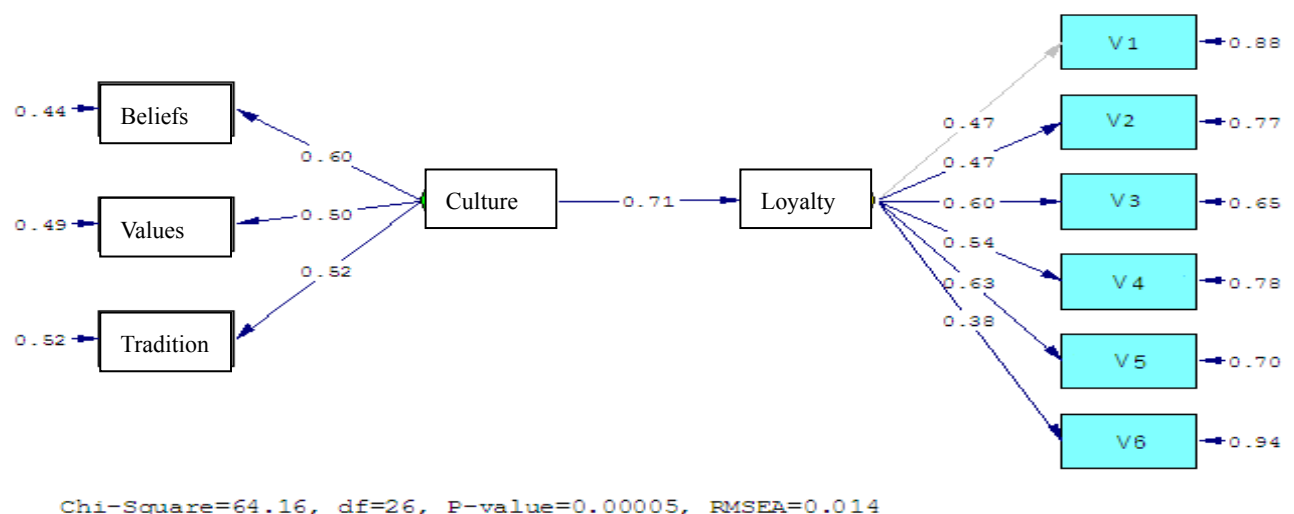 V1
0.88
0.44
Beliefs
0.47
V2
0.77
0.60
0.47
Culture
0.71
Loyalty
0.60
V3
0.65
0.49
Values
0.50
0.54
0.52
V4
0.78
0.63
0.38
0.52
Tradition
V5
0.70
V6
0.94
Chi-Square=64.16, df=26, P-value=0.00005, RMSEA=0.014